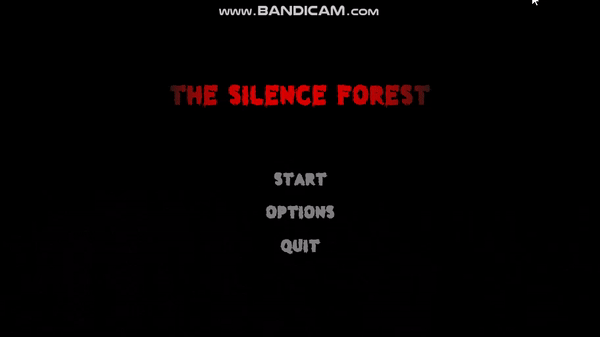 www.BANDICAM.com
THE SILENCE FOREST
START
OPTIONS
QUIT